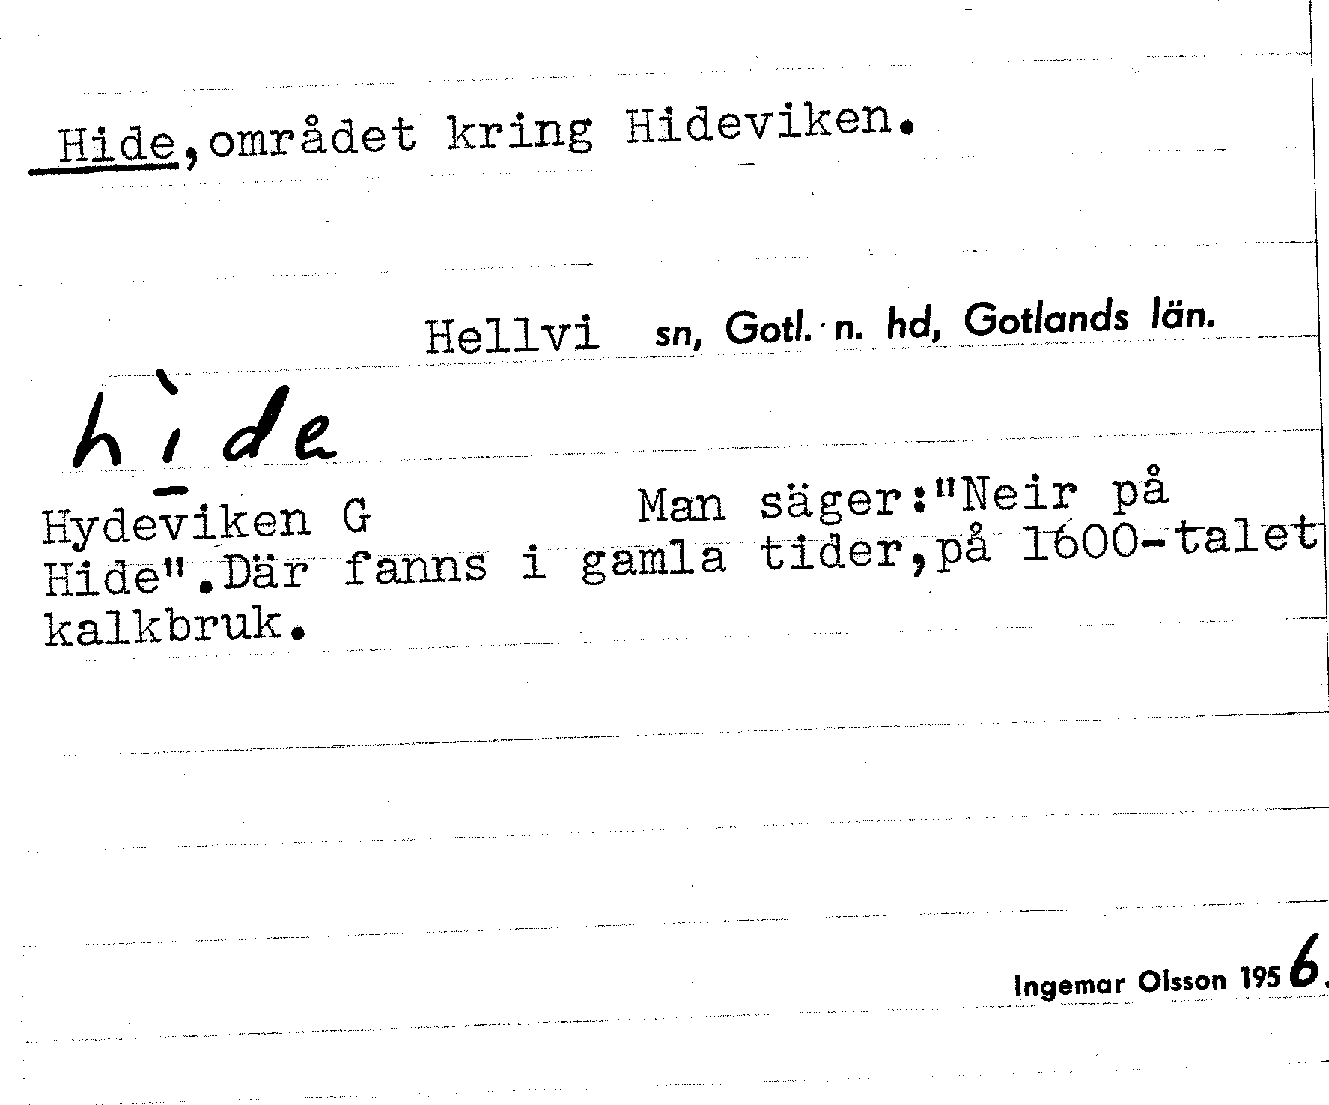 Hide, området kring Hideviken.
Hellvi sn, Gotl. n. hd, Gotlands län.
hìde
Hydeviken G Man säger:"Neir på
Hide". Där fanns i gamla tider, på 1600-talet
kalkbruk.
Ingemar Olsson 1956.